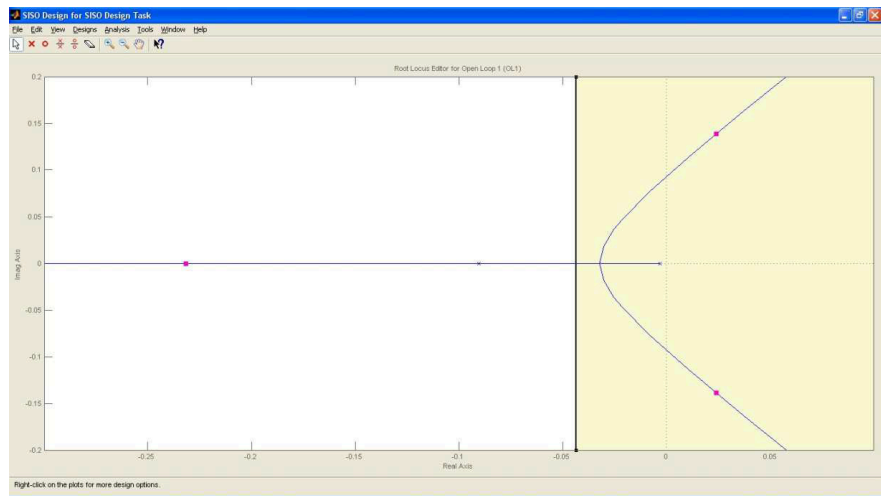 SISO Design for SISO Design Task
File Edit View Designs Analysis Tools Window Help
Root Locus Editor for Open Loop 1 (OL1)
0.2
0.15
0.1
0.05
0
-0.05
-0.1
-0.15
-0.2
Imag Axis
-0.25 -0.2 -0.15 -0.1 -0.05 0 0.05
Real Axis
Right-click on the plots for more design options.